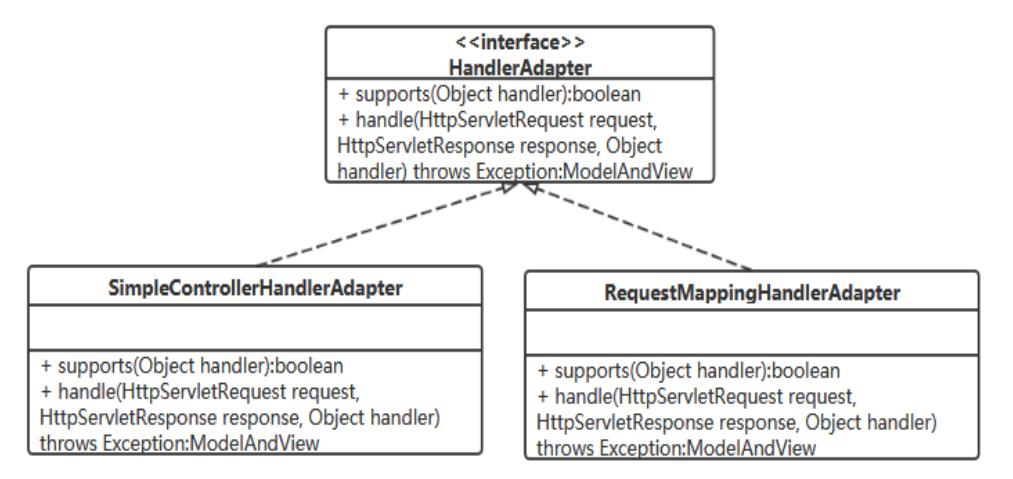 <<interface>>
HandlerAdapter
+ supports(Object handler):boolean
+ handle(HttpServletRequest request,
HttpServletResponse response, Object
handler) throws Exception:ModelAndView
SimpleControllerHandlerAdapter
+ supports(Object handler):boolean
+ handle(HttpServletRequest request,
HttpServletResponse response, Object handler)
throws Exception:ModelAndView
RequestMappingHandlerAdapter
+ supports(Object handler):boolean
+ handle(HttpServletRequest request,
HttpServletResponse response, Object handler)
throws Exception:ModelAndView